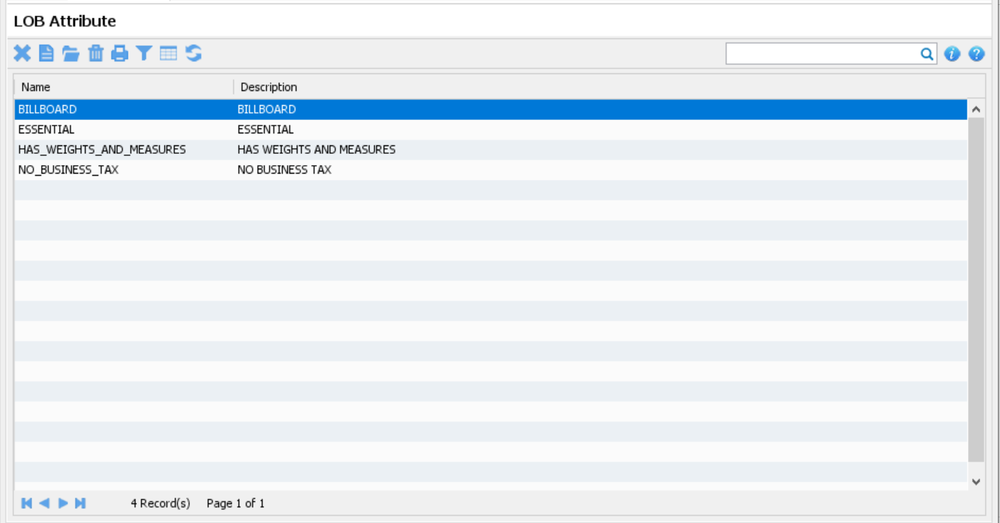 LOB Attribute
Name Description
BILLBOARD BILLBOARD
ESSENTIAL ESSENTIAL
HAS_WEIGHTS_AND_MEASURES HAS WEIGHTS AND MEASURES
NO_BUSINESS_TAX NO BUSINESS TAX
4 Record(s) Page 1 of 1